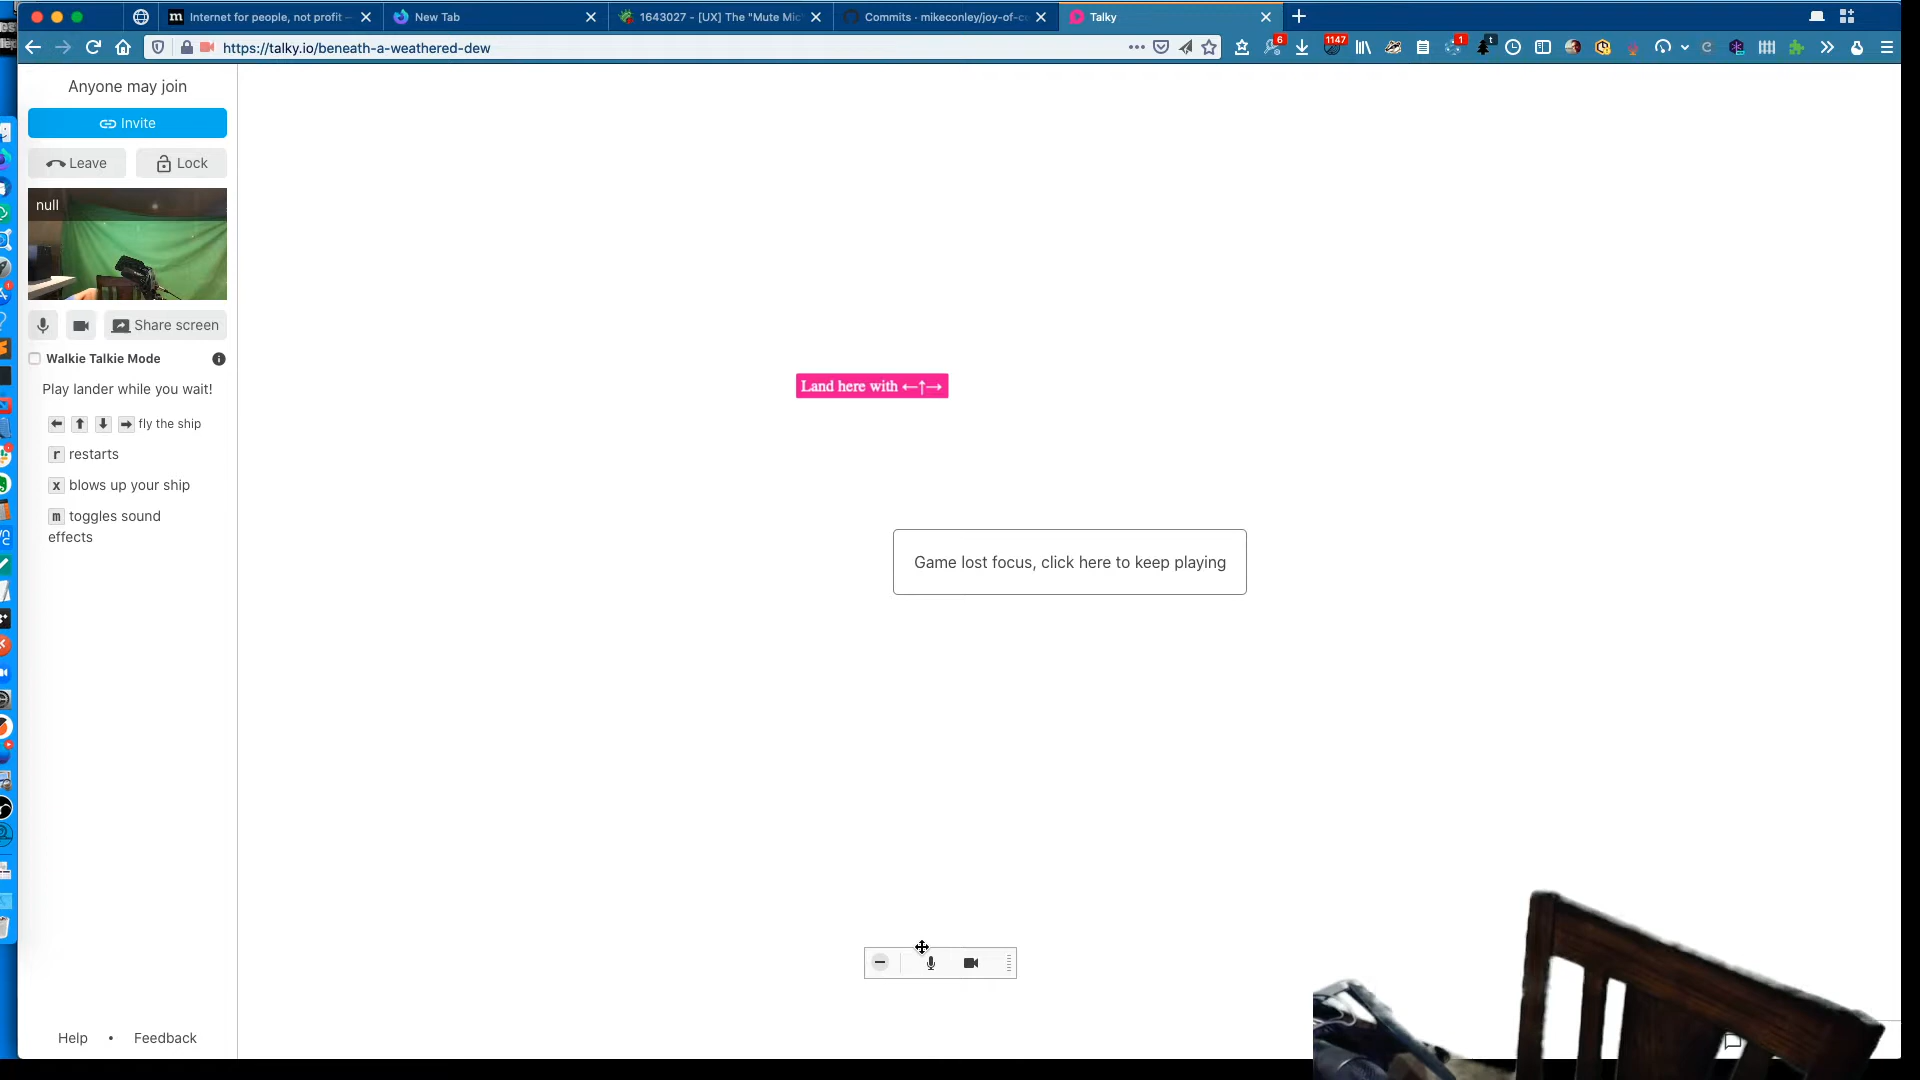 Internet for people, not profit –
New Tab
1643027 - [UX] The "Mute Mic
Commits · mikeconley/joy-of-c
Talky
https://talky.io/beneath-a-weathered-dew
6
1147
1
t
Anyone may join
Invite
Leave
Lock
null
Share screen
Walkie Talkie Mode
Play lander while you wait!
← ↑ ↓ → fly the ship
r restarts
x blows up your ship
m toggles sound
effects
Land here with ←↑→
Game lost focus, click here to keep playing
Help • Feedback